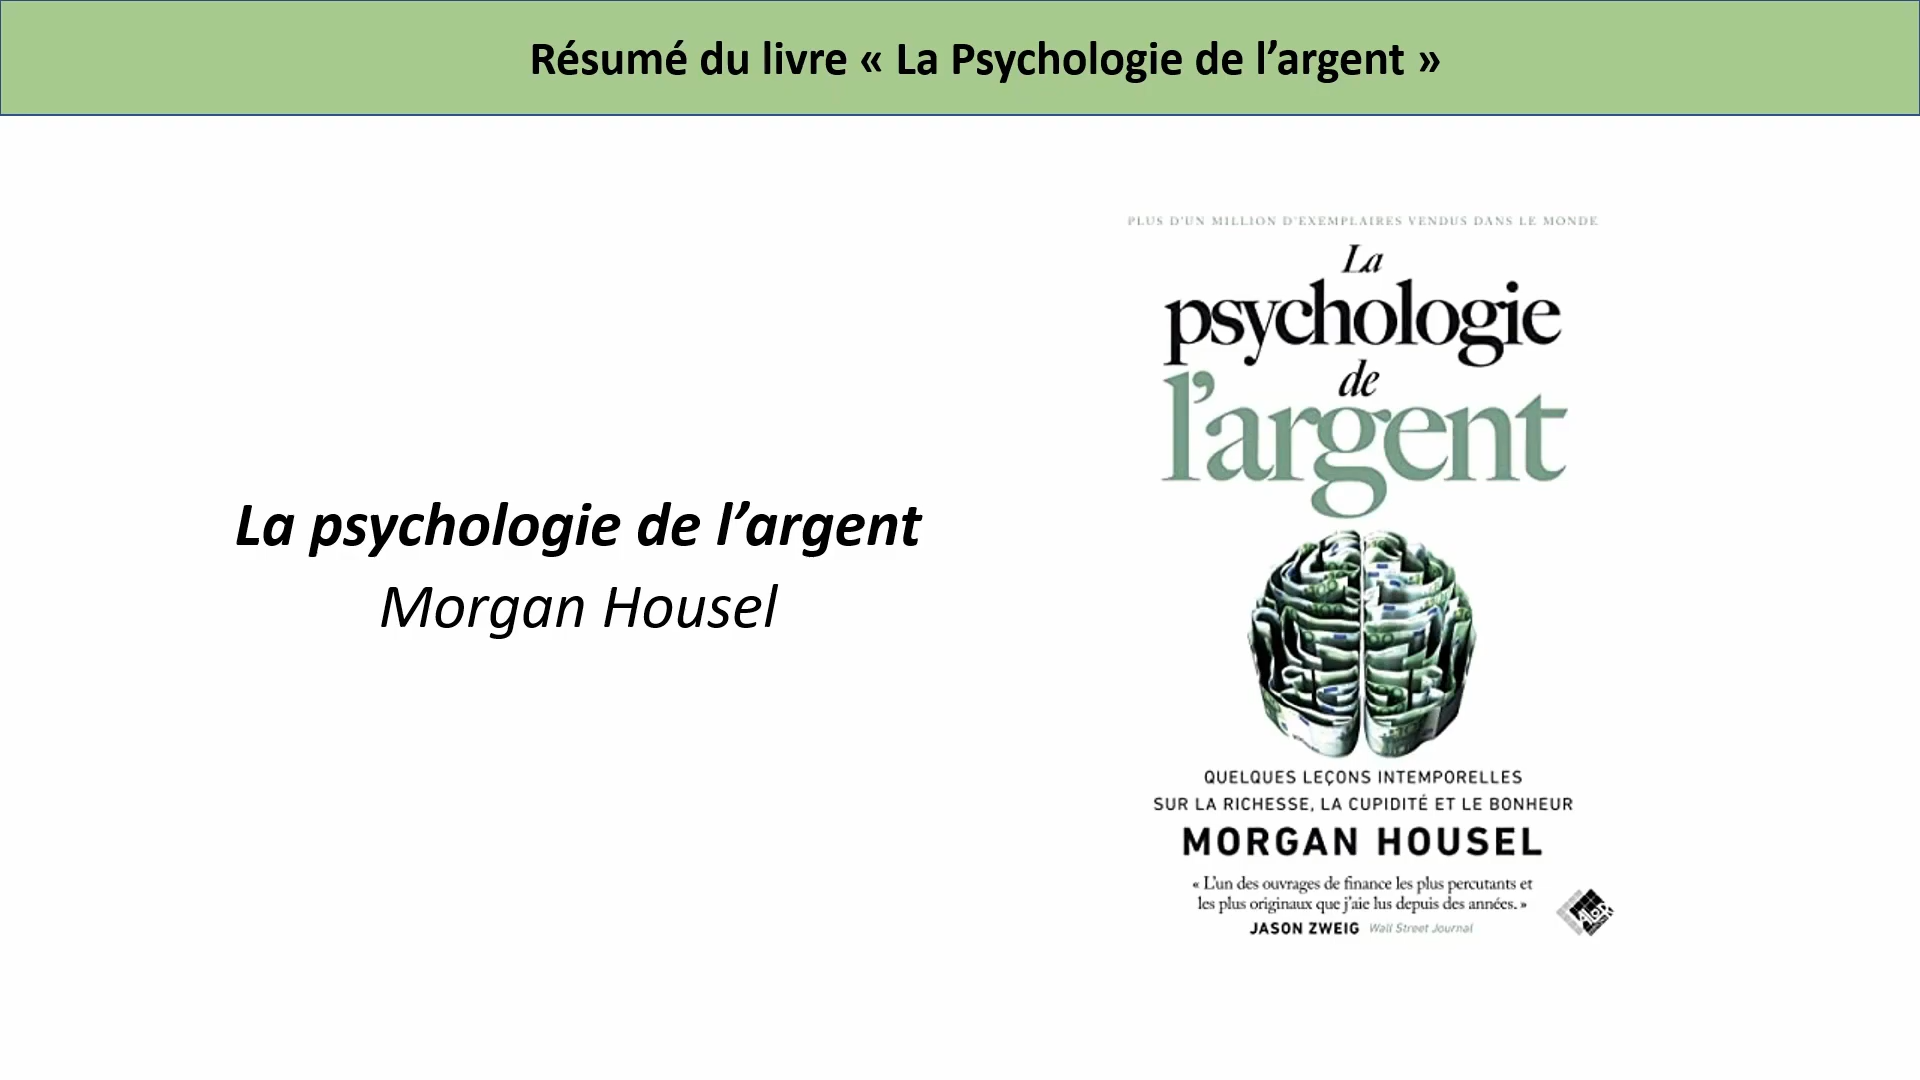 Résumé du livre « La Psychologie de l’argent »
La psychologie de l’argent
Morgan Housel
PLUS D'UN MILLION D'EXEMPLAIRES VENDUS DANS LE MONDE
La
psychologie
de
l’argent
QUELQUES LEÇONS INTEMPORELLES
SUR LA RICHESSE, LA CUPIDITÉ ET LE BONHEUR
MORGAN HOUSEL
« L’un des ouvrages de finance les plus percutants et
les plus originaux que j’aie lus depuis des années. »
JASON ZWEIG Wall Street Journal